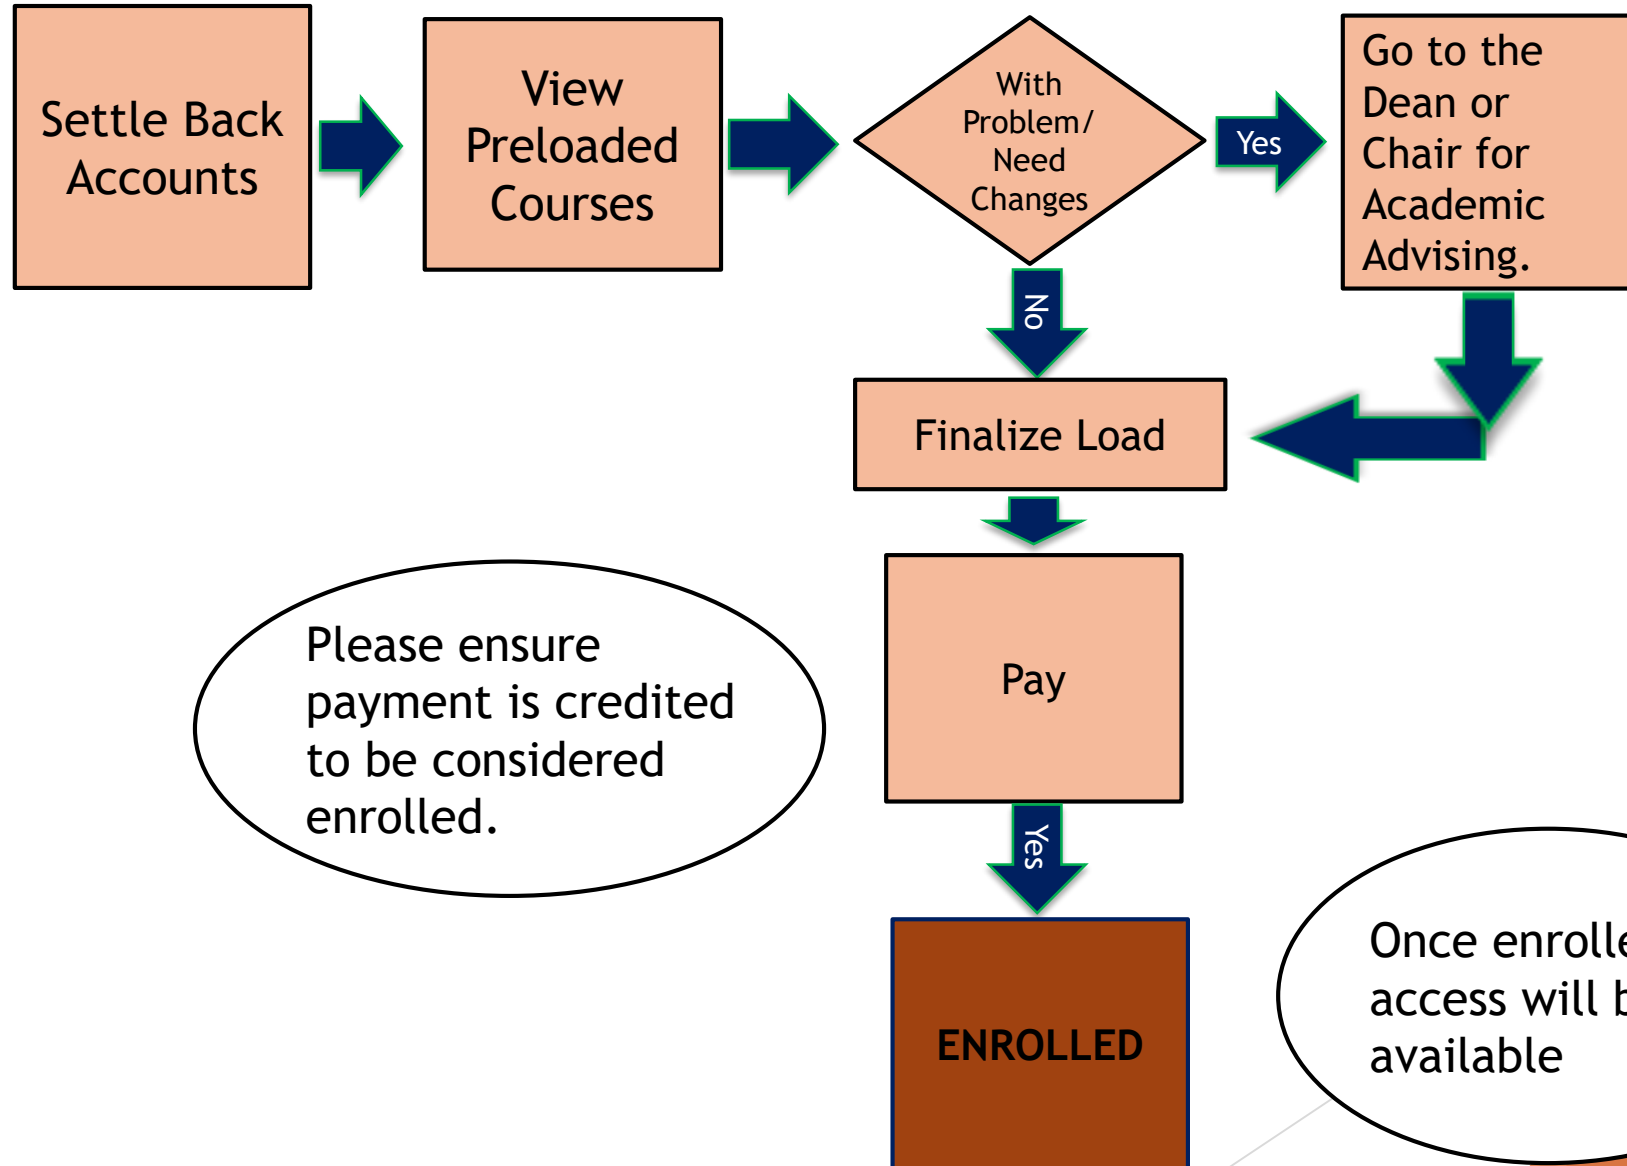 Settle Back
Accounts
View
Preloaded
Courses
With
Problem/
Need
Changes
Yes
Go to the
Dean or
Chair for
Academic
Advising.
No
Finalize Load
Pay
Please ensure
payment is credited
to be considered
enrolled.
Yes
ENROLLED
Once
access will
available